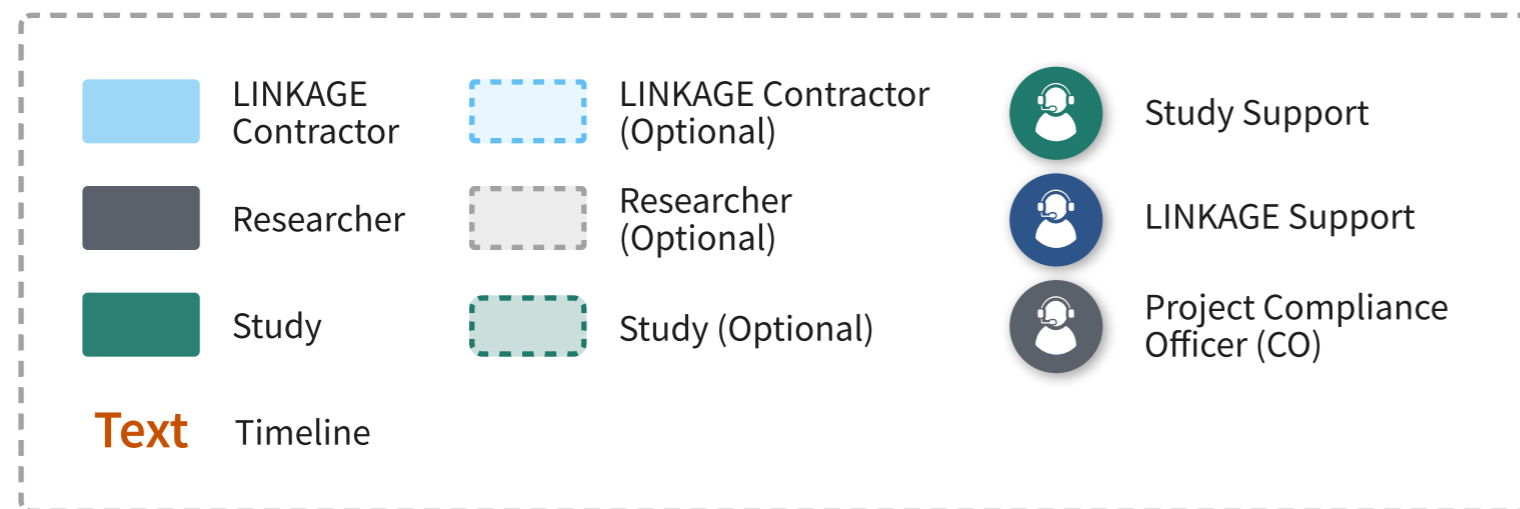 LINKAGE
Contractor
LINKAGE Contractor
(Optional)
Study Support
Researcher
Researcher
(Optional)
LINKAGE Support
Study
Study (Optional)
Project Compliance
Officer (CO)
Text
Timeline